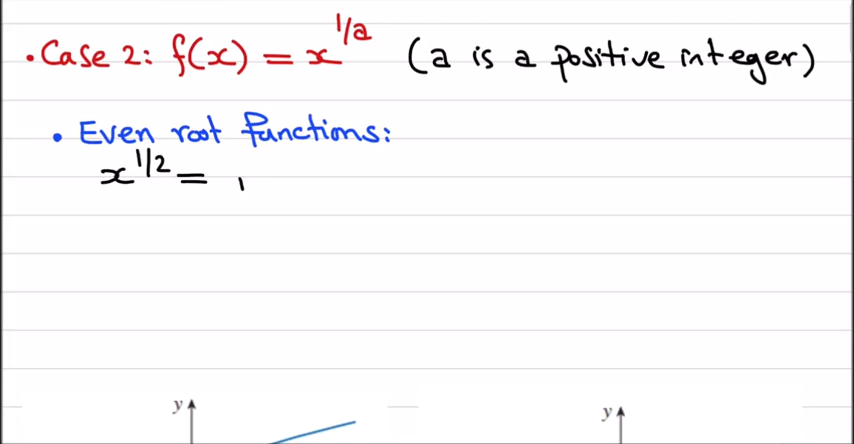 • Case 2: f(x) = x^{1/a} (a is a positive integer)
• Even root functions:
x^{1/2} =
y y